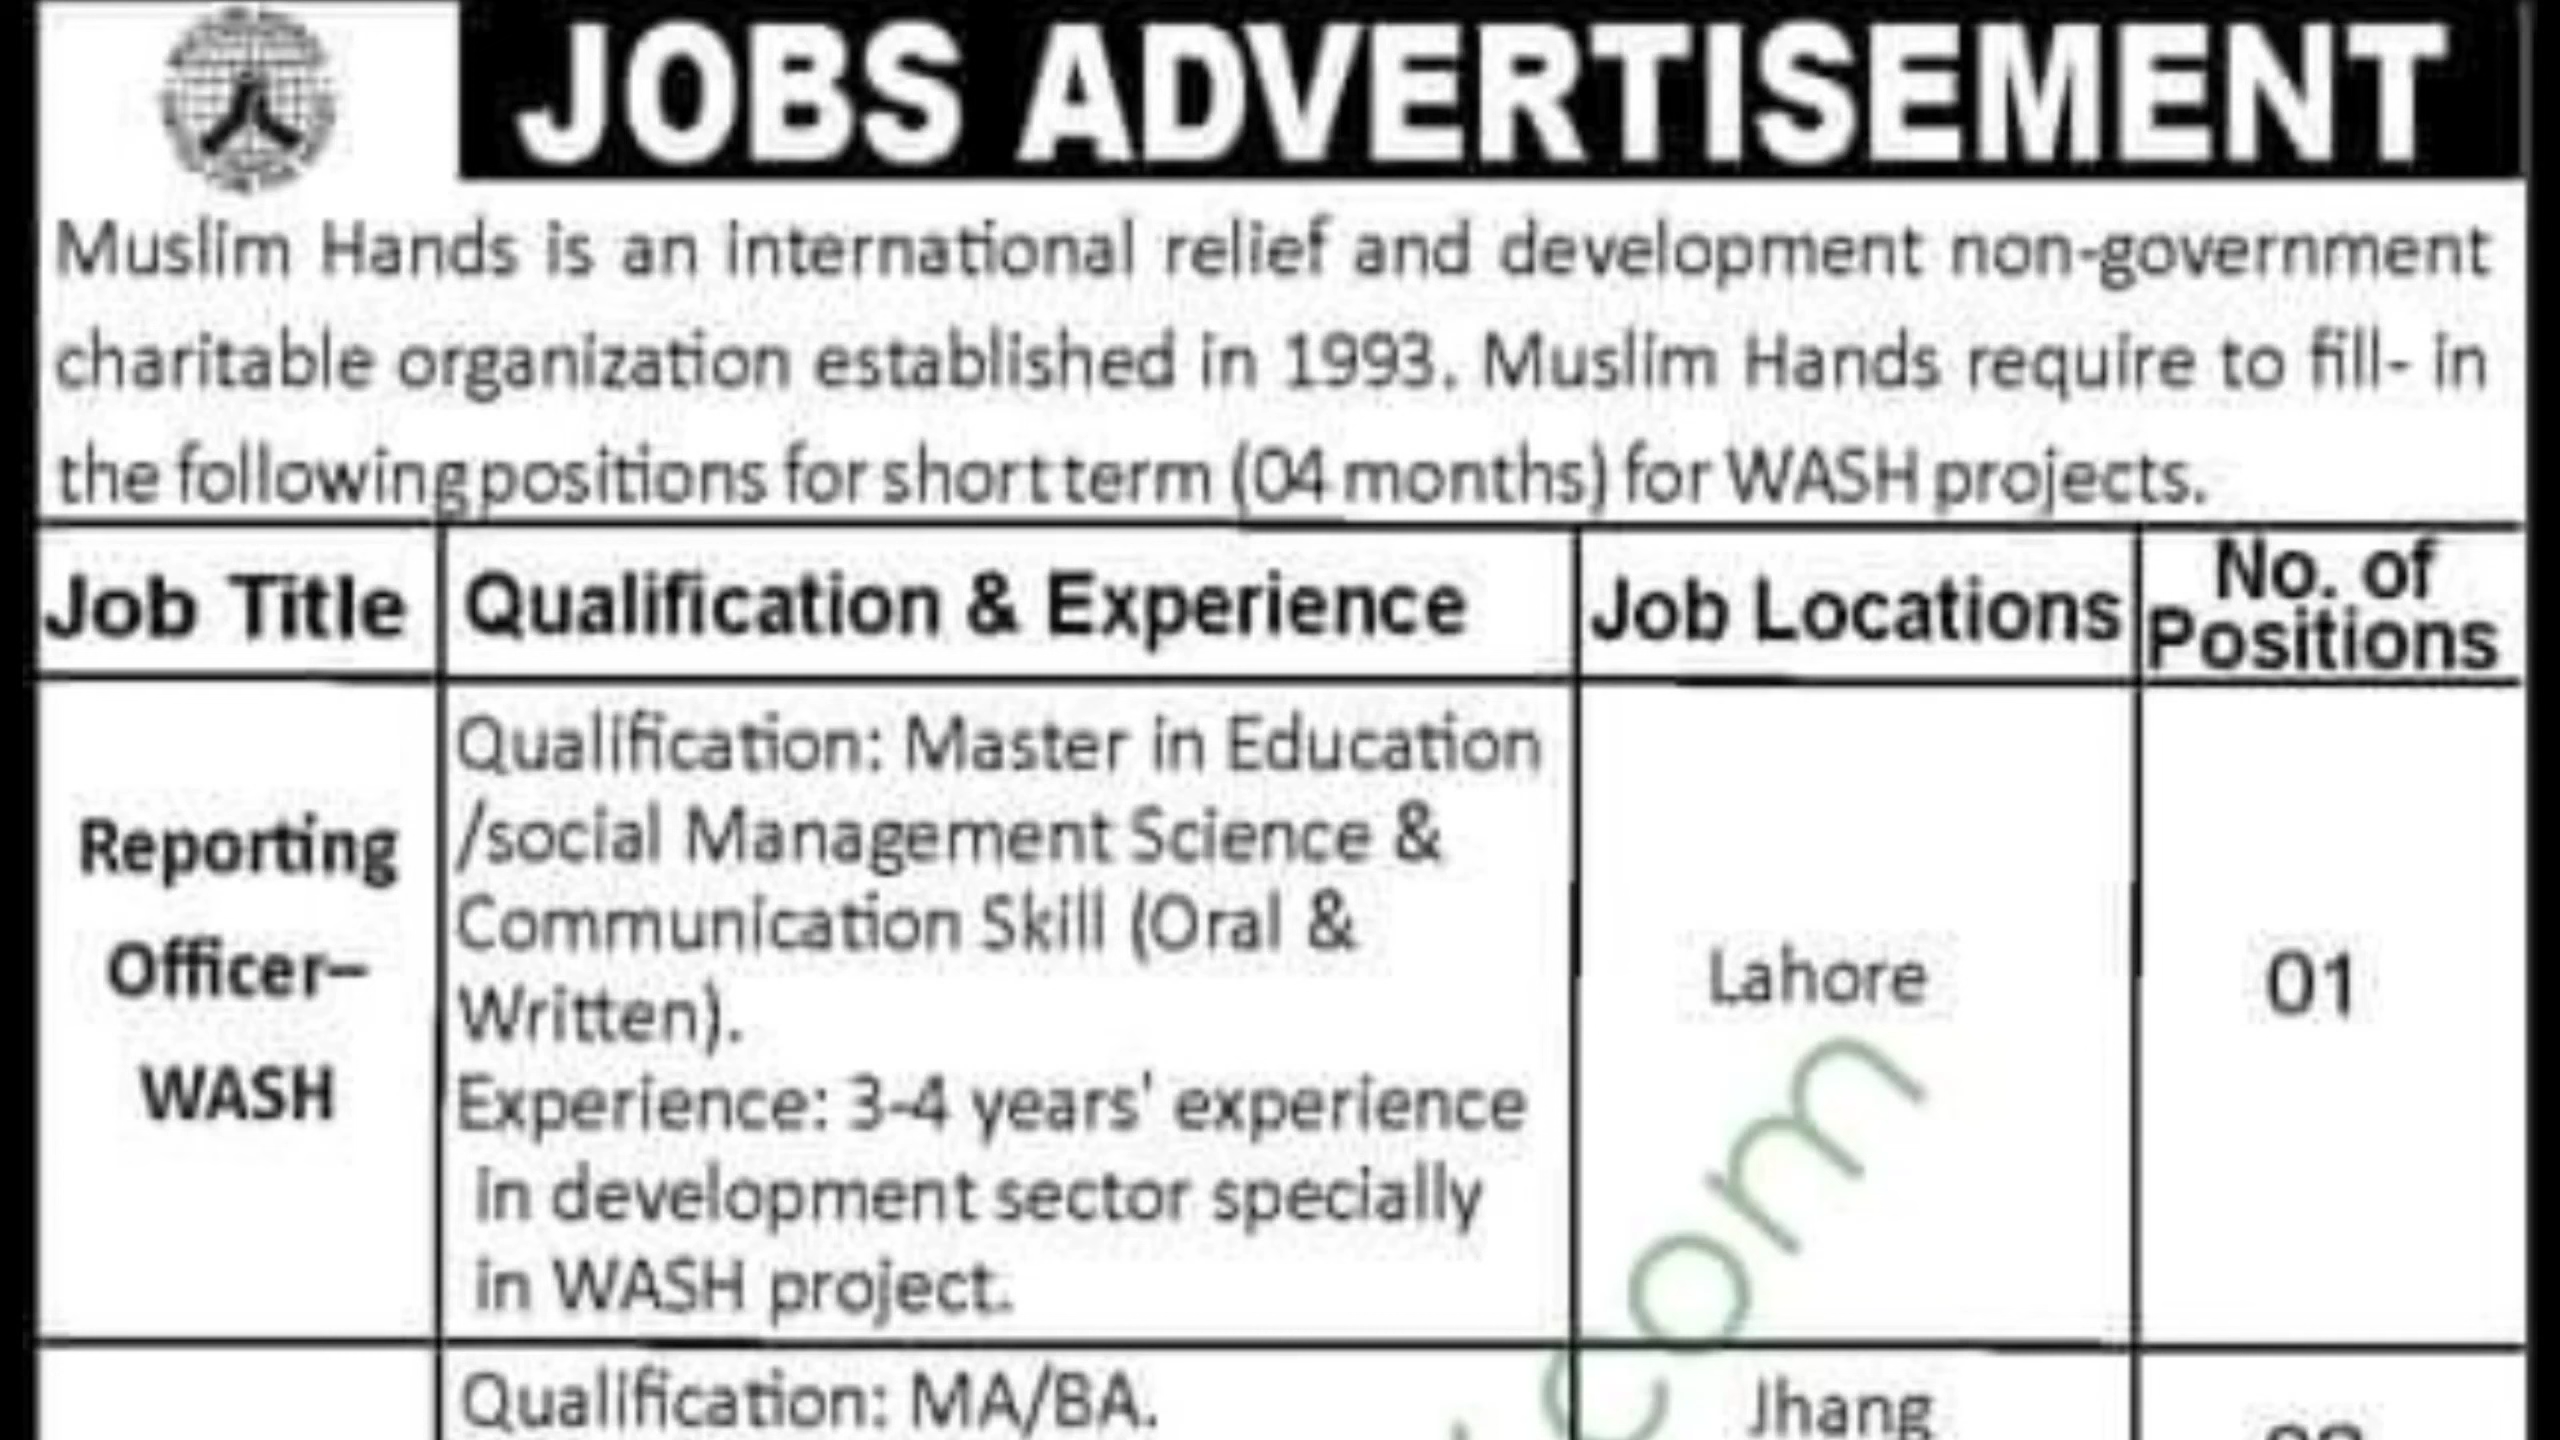 JOBS ADVERTISEMENT
Muslim Hands is an international relief and development non-government
charitable organization established in 1993. Muslim Hands require to fill- in
the following positions for short term (04 months) for WASH projects.
Job Title
Qualification & Experience
Job Locations
No. of
Positions
Reporting
Officer–
WASH
Qualification: Master in Education
/social Management Science &
Communication Skill (Oral &
Written).
Experience: 3-4 years' experience
in development sector specially
in WASH project.
Lahore
01
Qualification: MA/BA.
Jhang
com